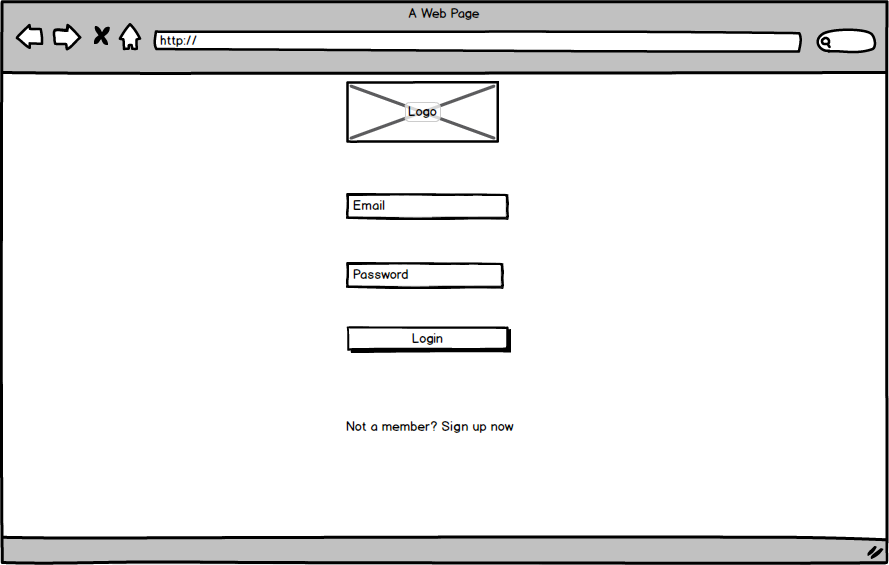 A Web Page
http://
Logo
Email
Password
Login
Not a member? Sign up now